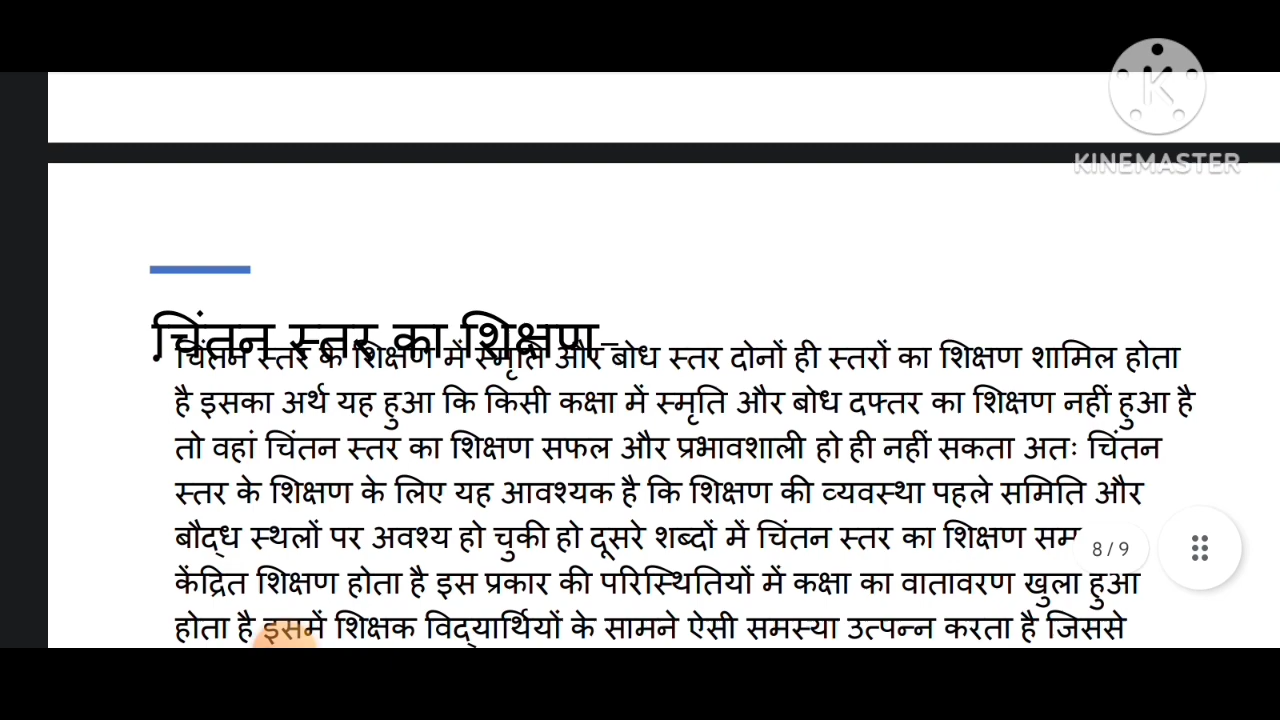 KINEMASTER
चिंतन स्तर का शिक्षण-
• चिंतन स्तर के शिक्षण में स्मृति और बोध स्तर दोनों ही स्तरों का शिक्षण शामिल होता
है इसका अर्थ यह हुआ कि किसी कक्षा में स्मृति और बोध दफ्तर का शिक्षण नहीं हुआ है
तो वहां चिंतन स्तर का शिक्षण सफल और प्रभावशाली हो ही नहीं सकता अतः चिंतन
स्तर के शिक्षण के लिए यह आवश्यक है कि शिक्षण की व्यवस्था पहले समिति और
बौद्ध स्थलों पर अवश्य हो चुकी हो दूसरे शब्दों में चिंतन स्तर का शिक्षण
8 / 9
केंद्रित शिक्षण होता है इस प्रकार की परिस्थितियों में कक्षा का वातावरण खुला हुआ
होता है इसमें शिक्षक विद्यार्थियों के सामने ऐसी समस्या उत्पन्न करता है जिससे